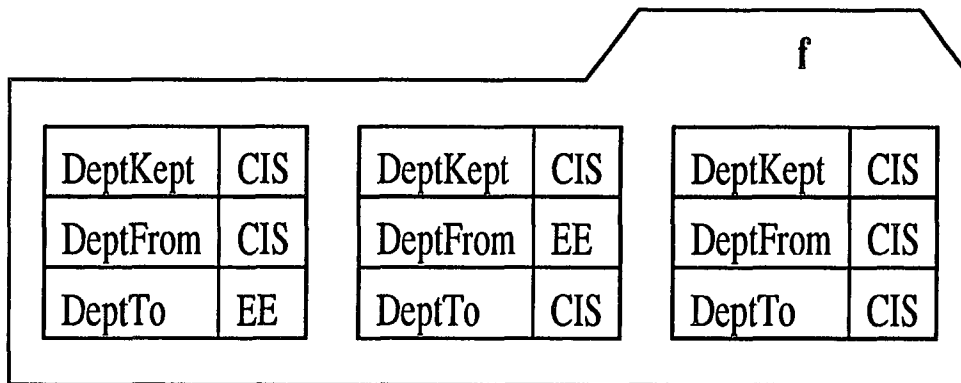 f
DeptKept CIS DeptKept CIS DeptKept CIS
DeptFrom CIS DeptFrom EE DeptFrom CIS
DeptTo EE DeptTo CIS DeptTo CIS